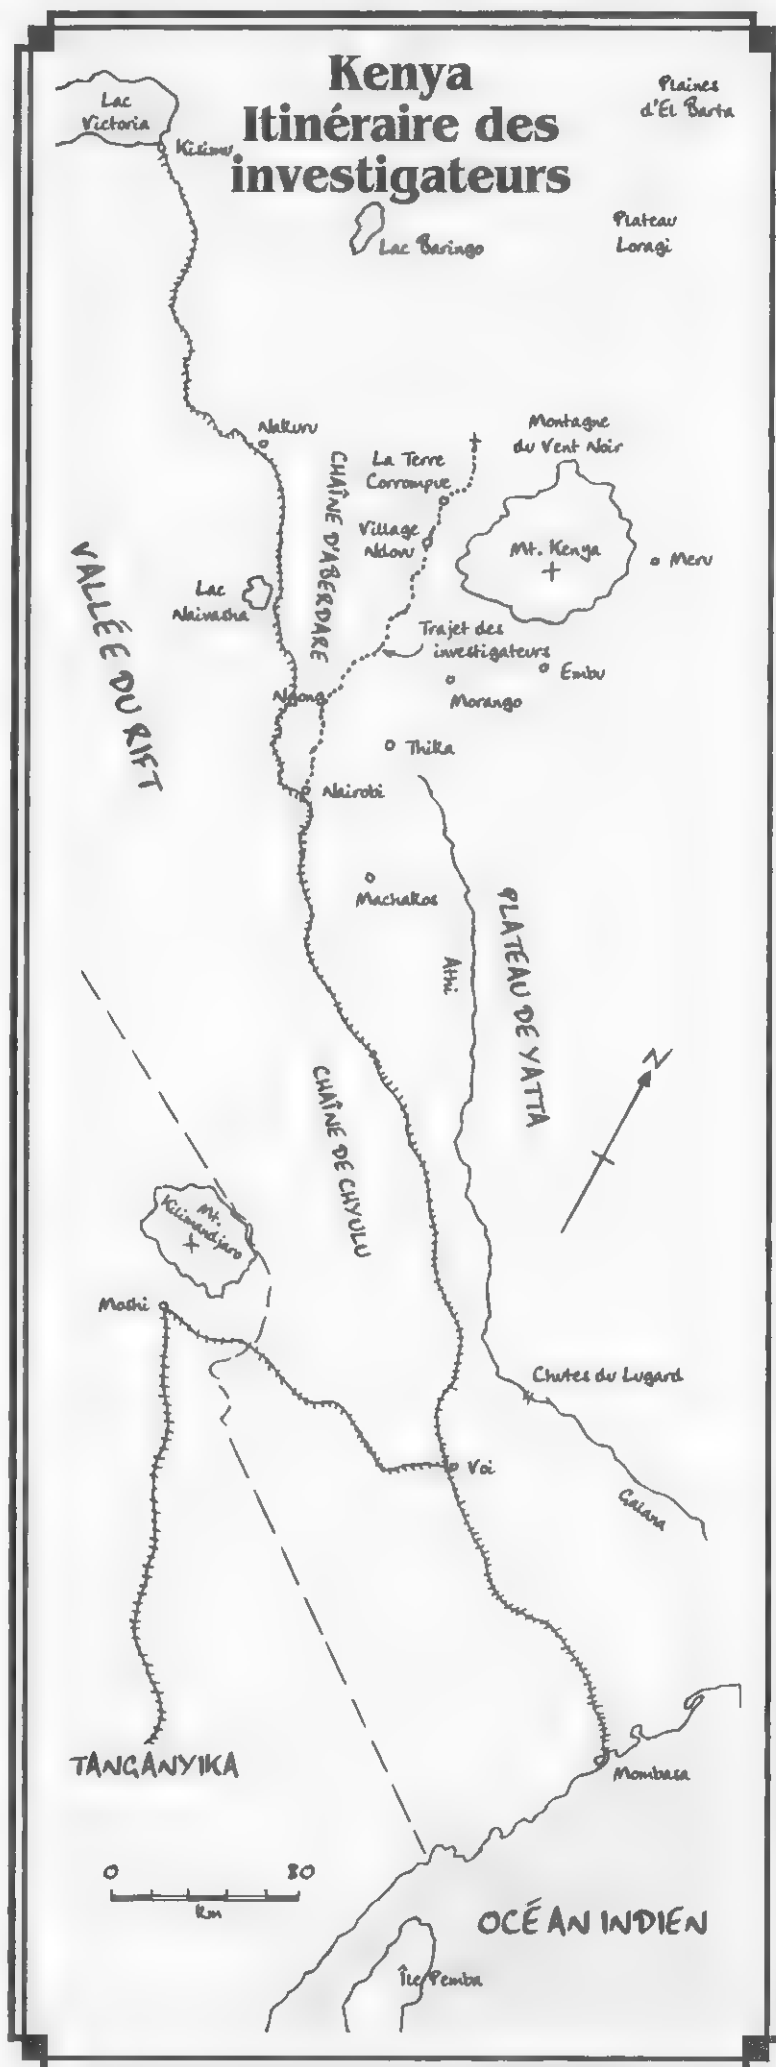 Kenya
Itinéraire des
investigateurs
Plaines
d'El Barta
Lac
Victoria
Kisimu
Plateau
Loragi
Lac Baringo
Nakuru
Montagne
du Vent Noir
La Terre
Corrompue
CHAÎNE D'ABERDARE
Village
Ndovu
Mt. Kenya
Meru
VALLÉE DU RIFT
Lac
Naivasha
Trajet des
investigateurs
Embu
Ngong
Morango
Thika
Nairobi
Machakos
PLATEAU DE YATTA
Athi
N
CHAÎNE DE CHYULU
Mt.
Kilimandjaro
Moshi
Chutes du Lugard
Voi
Galana
TANGANYIKA
Mombasa
0 80
Km
OCÉAN INDIEN
Île Pemba